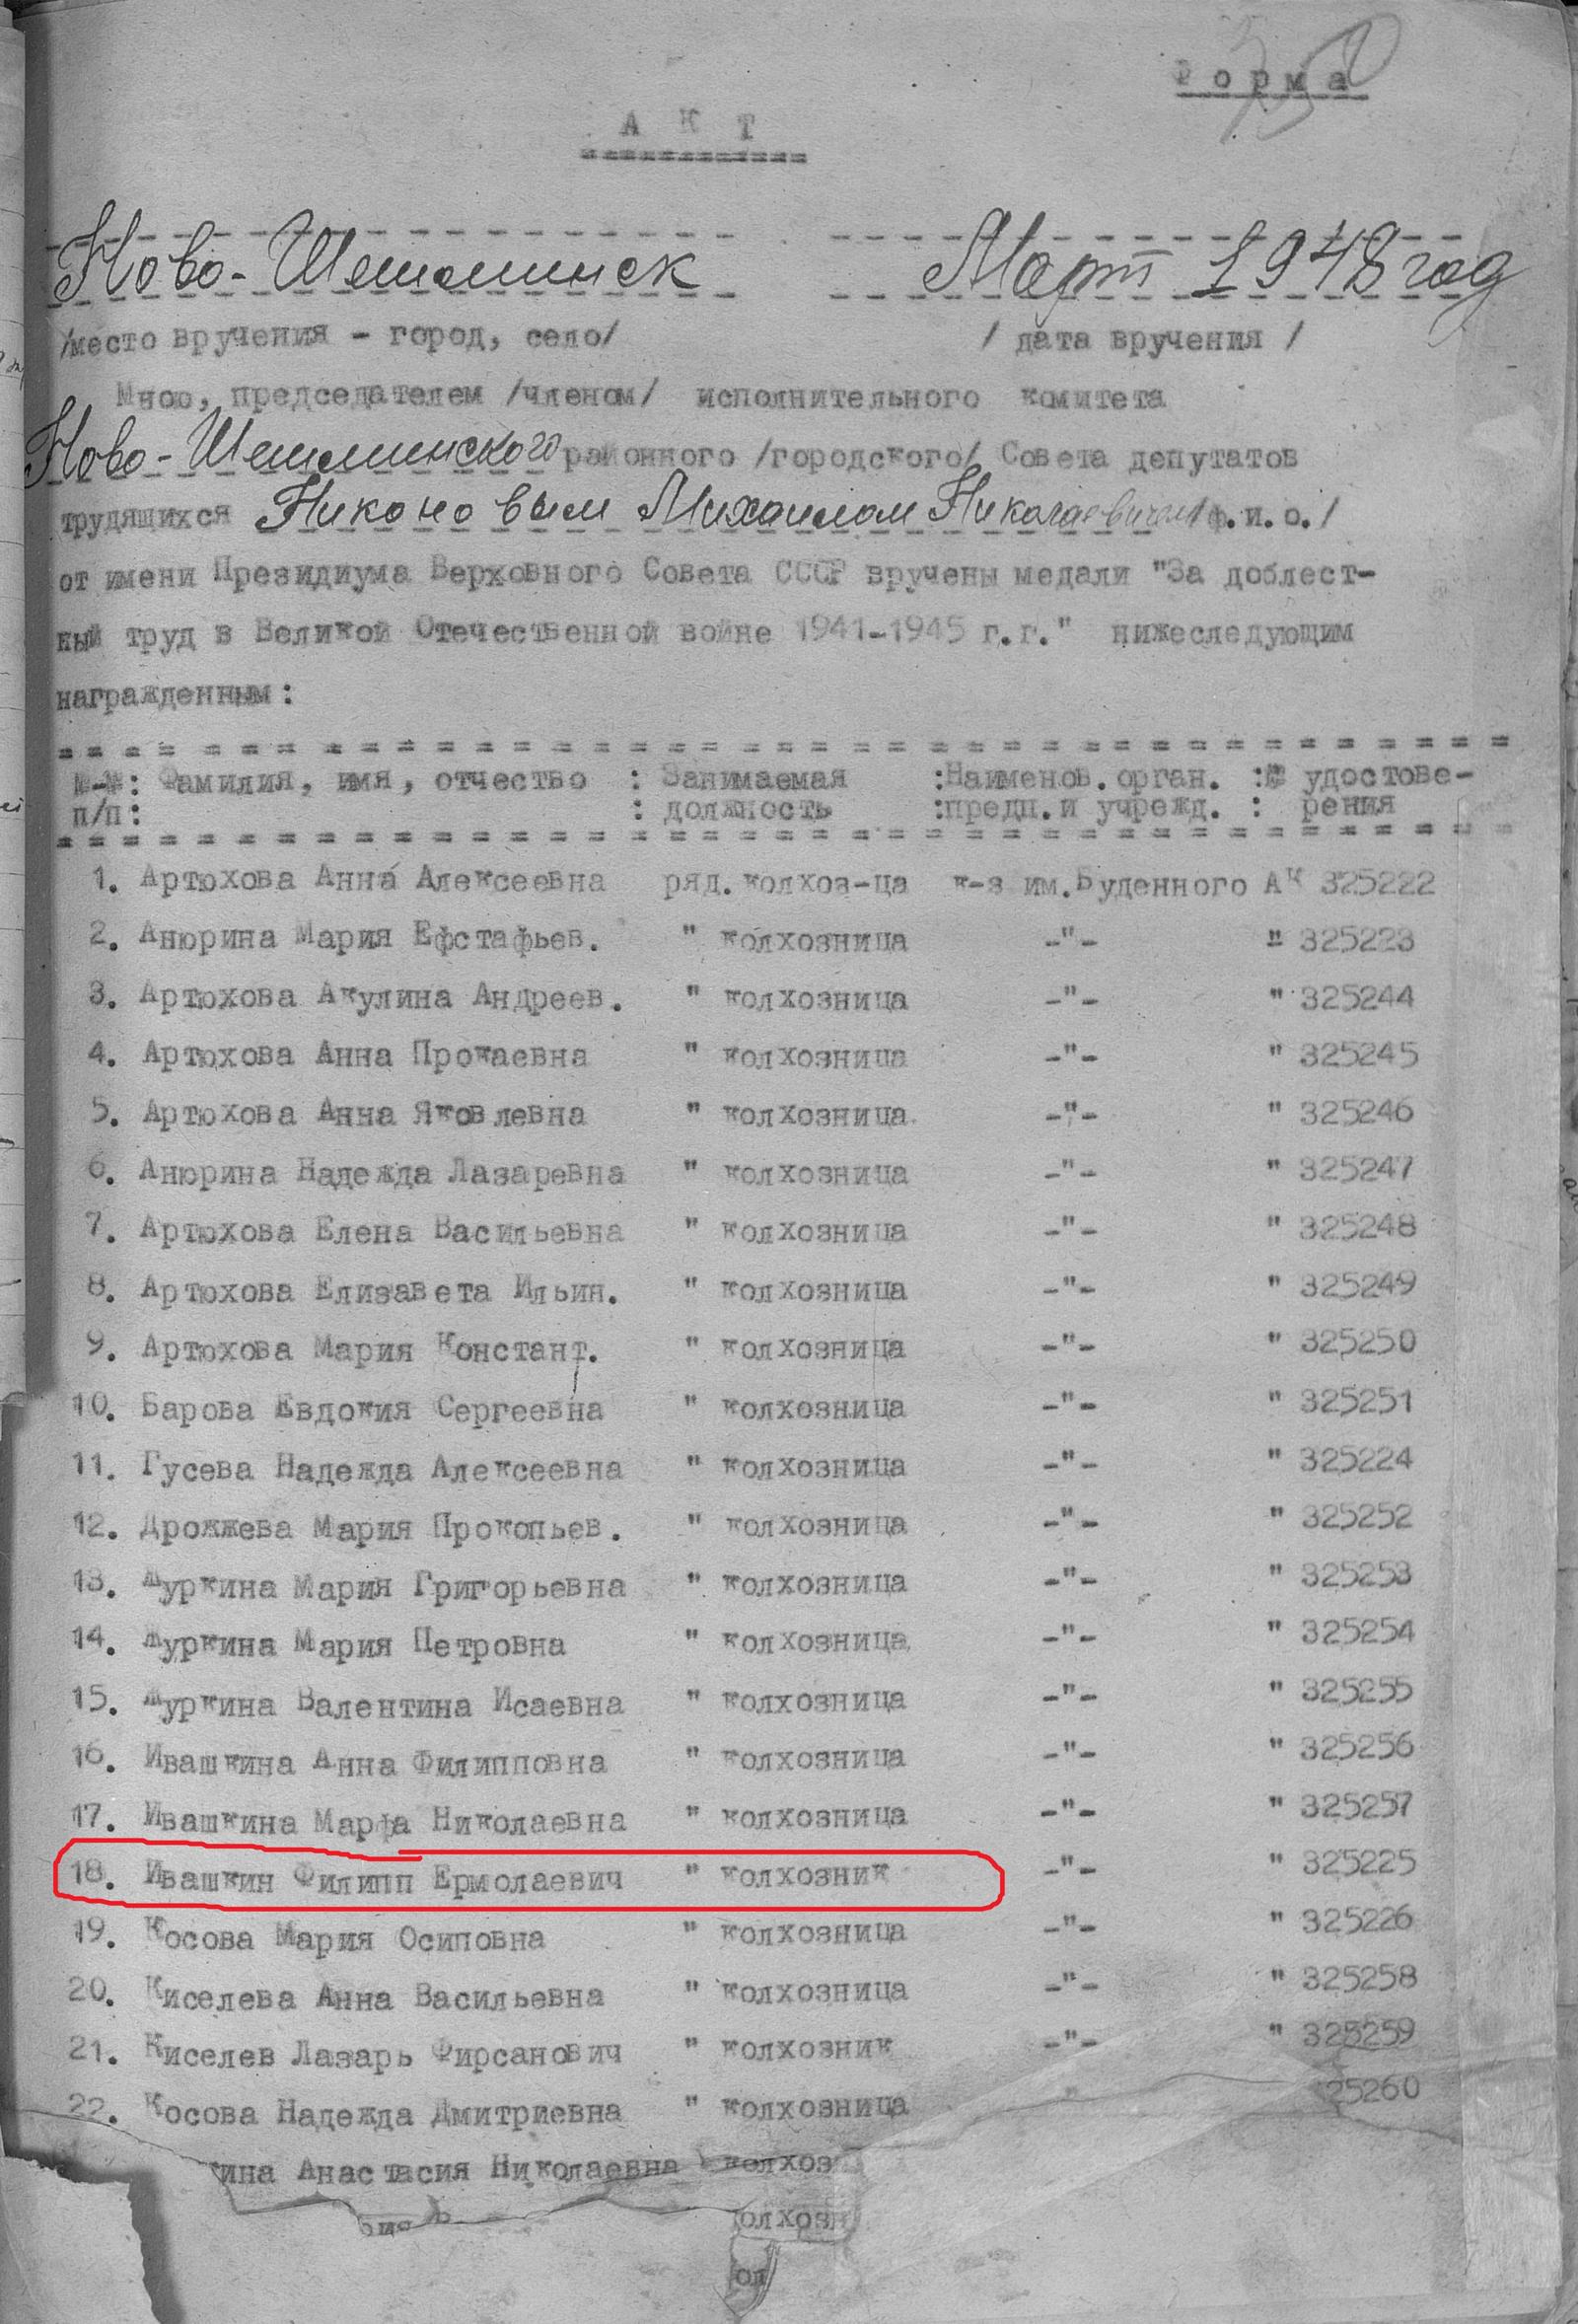 Форма
АКТ
Ново-Шешминск Март 1948 год
/место вручения - город, село/ / дата вручения /
Мною, председателем /членом/ исполнительного комитета
Ново-Шешминского районного /городского/ Совета депутатов
трудящихся Никоновым Михаилом Николаевичем /ф.и.о./
от имени Президиума Верховного Совета СССР вручены медали "За доблест-
ный труд в Великой Отечественной войне 1941-1945 г.г." нижеследующим
награжденным:
№-№: Фамилия, имя, отчество : Занимаемая :Наименов.орган. :№ удостове-
п/п: : должность :предп.и учрежд. : рения
1. Артюхова Анна Алексеевна ряд.колхоз-ца к-з им.Буденного АК 325222
2. Анюрина Мария Ефстафьев. " колхозница -"- " 325223
3. Артюхова Акулина Андреев. " колхозница -"- " 325244
4. Артюхова Анна Прокаевна " колхозница -"- " 325245
5. Артюхова Анна Яковлевна " колхозница -"- " 325246
6. Анюрина Надежда Лазаревна " колхозница -"- " 325247
7. Артюхова Елена Васильевна " колхозница -"- " 325248
8. Артюхова Елизавета Ильин. " колхозница -"- " 325249
9. Артюхова Мария Констант. " колхозница -"- " 325250
10. Барова Евдокия Сергеевна " колхозница -"- " 325251
11. Гусева Надежда Алексеевна " колхозница -"- " 325224
12. Дрожжева Мария Прокопьев. " колхозница -"- " 325252
13. Журкина Мария Григорьевна " колхозница -"- " 325253
14. Журкина Мария Петровна " колхозница -"- " 325254
15. Журкина Валентина Исаевна " колхозница -"- " 325255
16. Ивашкина Анна Филипповна " колхозница -"- " 325256
17. Ивашкина Марфа Николаевна " колхозница -"- " 325257
18. Ивашкин Филипп Ермолаевич " колхозник -"- " 325225
19. Косова Мария Осиповна " колхозница -"- " 325226
20. Киселева Анна Васильевна " колхозница -"- " 325258
21. Киселев Лазарь Фирсанович " колхозник -"- " 325259
22. Косова Надежда Дмитриевна " колхозница " 25260
кина Анастасия Николаевна колхоз
олхозн
ол